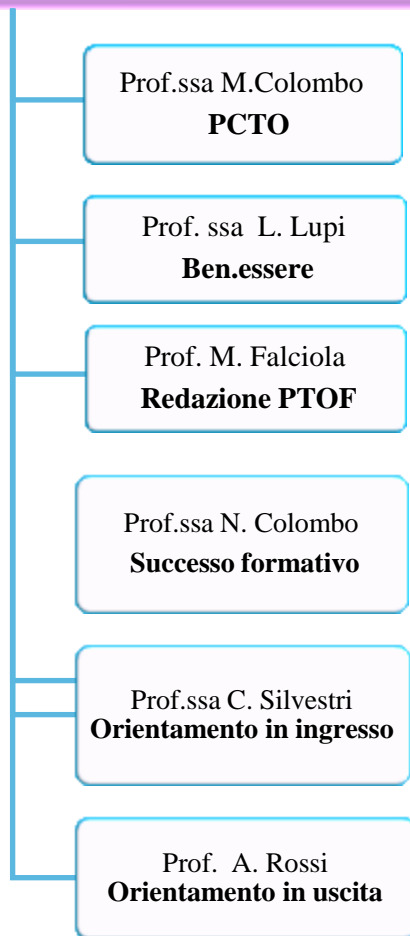 Prof.ssa M.Colombo
PCTO
Prof. ssa L. Lupi
Ben.essere
Prof. M. Falciola
Redazione PTOF
Prof.ssa N. Colombo
Successo formativo
Prof.ssa C. Silvestri
Orientamento in ingresso
Prof. A. Rossi
Orientamento in uscita